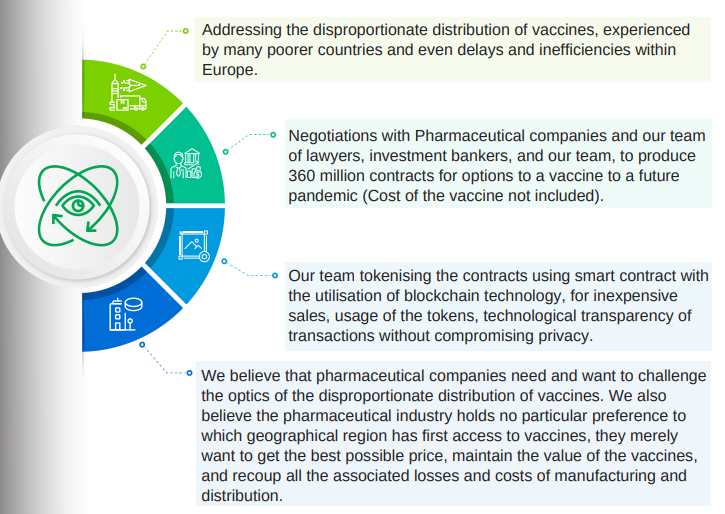 Addressing the disproportionate distribution of vaccines, experienced
by many poorer countries and even delays and inefficiencies within
Europe.
Negotiations with Pharmaceutical companies and our team
of lawyers, investment bankers, and our team, to produce
360 million contracts for options to a vaccine to a future
pandemic (Cost of the vaccine not included).
Our team tokenising the contracts using smart contract with
the utilisation of blockchain technology, for inexpensive
sales, usage of the tokens, technological transparency of
transactions without compromising privacy.
We believe that pharmaceutical companies need and want to challenge
the optics of the disproportionate distribution of vaccines. We also
believe the pharmaceutical industry holds no particular preference to
which geographical region has first access to vaccines, they merely
want to get the best possible price, maintain the value of the vaccines,
and recoup all the associated losses and costs of manufacturing and
distribution.